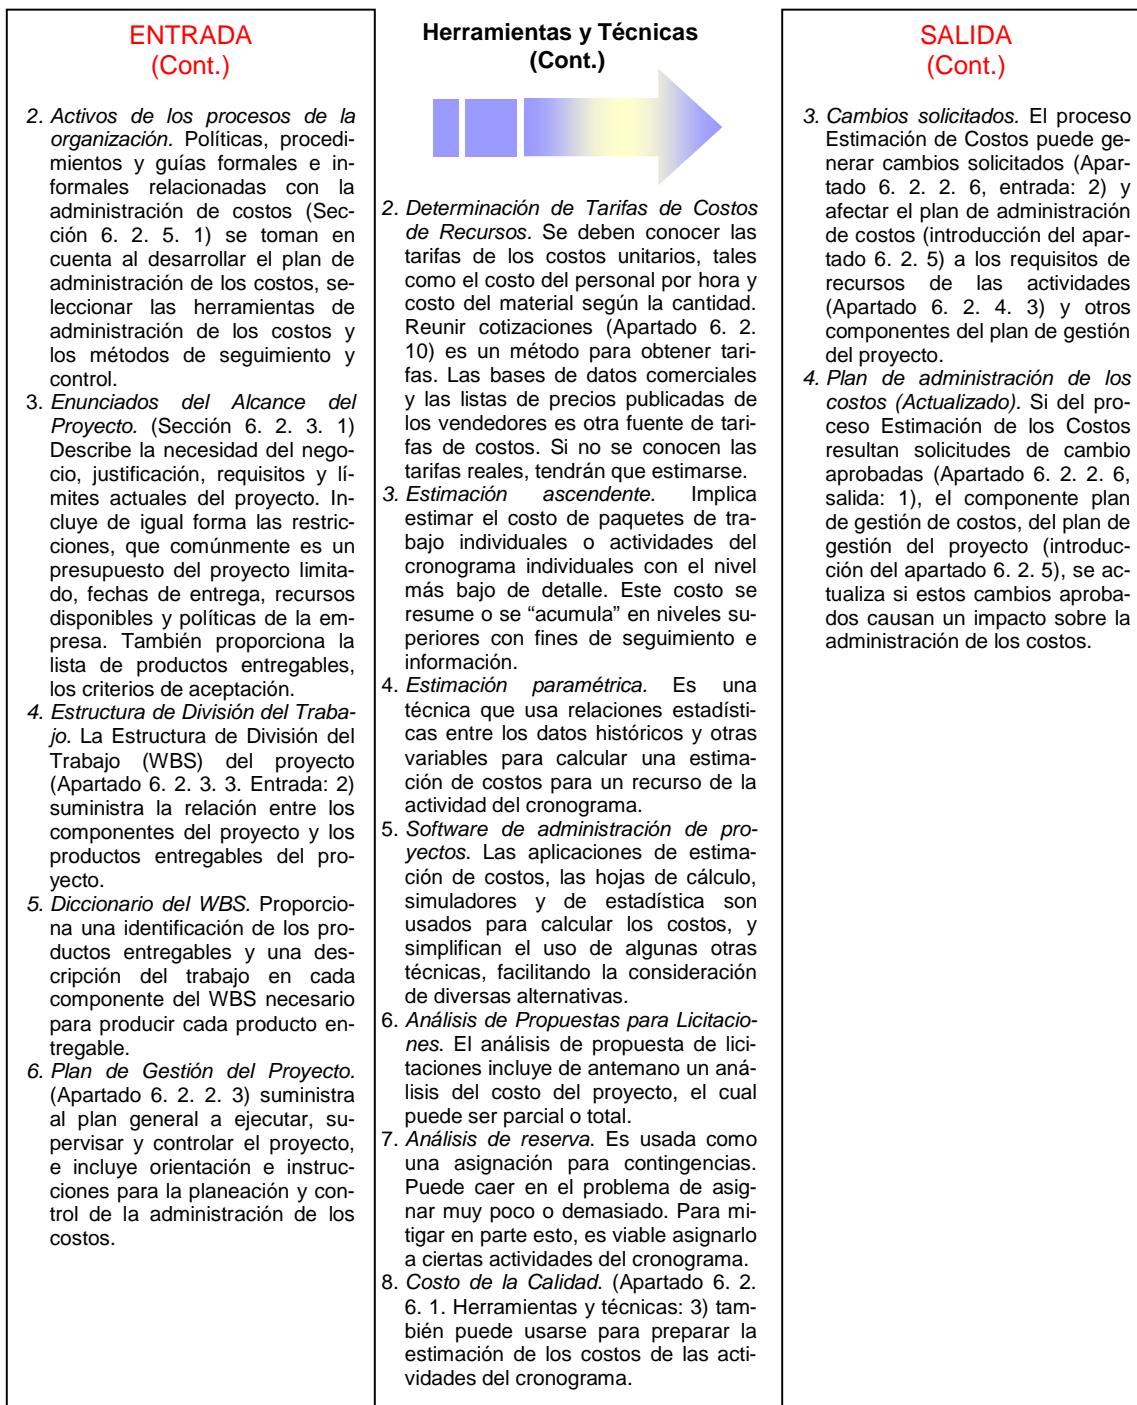 ENTRADA
(Cont.)
2. Activos de los procesos de la
organización. Políticas, procedi-
mientos y guías formales e in-
formales relacionadas con la
administración de costos (Sec-
ción 6. 2. 5. 1) se toman en
cuenta al desarrollar el plan de
administración de los costos, se-
leccionar las herramientas de
administración de los costos y
los métodos de seguimiento y
control.
3. Enunciados del Alcance del
Proyecto. (Sección 6. 2. 3. 1)
Describe la necesidad del nego-
cio, justificación, requisitos y lí-
mites actuales del proyecto. In-
cluye de igual forma las restric-
ciones, que comúnmente es un
presupuesto del proyecto limita-
do, fechas de entrega, recursos
disponibles y políticas de la em-
presa. También proporciona la
lista de productos entregables,
los criterios de aceptación.
4. Estructura de División del Traba-
jo. La Estructura de División del
Trabajo (WBS) del proyecto
(Apartado 6. 2. 3. 3. Entrada: 2)
suministra la relación entre los
componentes del proyecto y los
productos entregables del pro-
yecto.
5. Diccionario del WBS. Proporcio-
na una identificación de los pro-
ductos entregables y una des-
cripción del trabajo en cada
componente del WBS necesario
para producir cada producto en-
tregable.
6. Plan de Gestión del Proyecto.
(Apartado 6. 2. 2. 3) suministra
al plan general a ejecutar, su-
pervisar y controlar el proyecto,
e incluye orientación e instruc-
ciones para la planeación y con-
trol de la administración de los
costos.
Herramientas y Técnicas
(Cont.)
2. Determinación de Tarifas de Costos
de Recursos. Se deben conocer las
tarifas de los costos unitarios, tales
como el costo del personal por hora y
costo del material según la cantidad.
Reunir cotizaciones (Apartado 6. 2.
10) es un método para obtener tari-
fas. Las bases de datos comerciales
y las listas de precios publicadas de
los vendedores es otra fuente de tari-
fas de costos. Si no se conocen las
tarifas reales, tendrán que estimarse.
3. Estimación ascendente. Implica
estimar el costo de paquetes de tra-
bajo individuales o actividades del
cronograma individuales con el nivel
más bajo de detalle. Este costo se
resume o se “acumula” en niveles su-
periores con fines de seguimiento e
información.
4. Estimación paramétrica. Es una
técnica que usa relaciones estadísti-
cas entre los datos históricos y otras
variables para calcular una estima-
ción de costos para un recurso de la
actividad del cronograma.
5. Software de administración de pro-
yectos. Las aplicaciones de estima-
ción de costos, las hojas de cálculo,
simuladores y de estadística son
usados para calcular los costos, y
simplifican el uso de algunas otras
técnicas, facilitando la consideración
de diversas alternativas.
6. Análisis de Propuestas para Licitacio-
nes. El análisis de propuesta de lici-
taciones incluye de antemano un aná-
lisis del costo del proyecto, el cual
puede ser parcial o total.
7. Análisis de reserva. Es usada como
una asignación para contingencias.
Puede caer en el problema de asig-
nar muy poco o demasiado. Para mi-
tigar en parte esto, es viable asignarlo
a ciertas actividades del cronograma.
8. Costo de la Calidad. (Apartado 6. 2.
6. 1. Herramientas y técnicas: 3) tam-
bién puede usarse para preparar la
estimación de los costos de las acti-
vidades del cronograma.
SALIDA
(Cont.)
3. Cambios solicitados. El proceso
Estimación de Costos puede ge-
nerar cambios solicitados (Apar-
tado 6. 2. 2. 6, entrada: 2) y
afectar el plan de administración
de costos (introducción del apar-
tado 6. 2. 5) a los requisitos de
recursos de las actividades
(Apartado 6. 2. 4. 3) y otros
componentes del plan de gestión
del proyecto.
4. Plan de administración de los
costos (Actualizado). Si del pro-
ceso Estimación de los Costos
resultan solicitudes de cambio
aprobadas (Apartado 6. 2. 2. 6,
salida: 1), el componente plan
de gestión de costos, del plan de
gestión del proyecto (introduc-
ción del apartado 6. 2. 5), se ac-
tualiza si estos cambios aproba-
dos causan un impacto sobre la
administración de los costos.